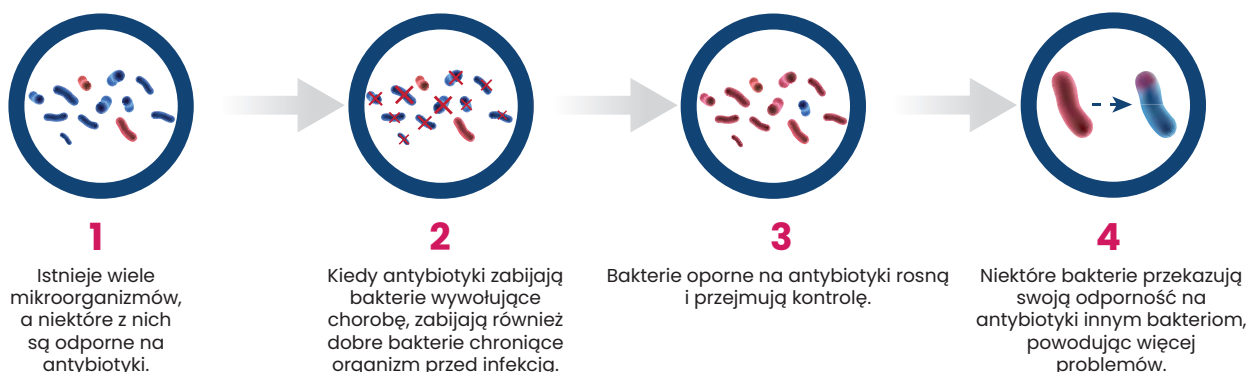 1
Istnieje wiele
mikroorganizmów,
a niektóre z nich
są odporne na
antybiotyki.
2
Kiedy antybiotyki zabijają
bakterie wywołujące
chorobę, zabijają również
dobre bakterie chroniące
organizm przed infekcją.
3
Bakterie oporne na antybiotyki rosną
i przejmują kontrolę.
4
Niektóre bakterie przekazują
swoją odporność na
antybiotyki innym bakteriom,
powodując więcej
problemów.